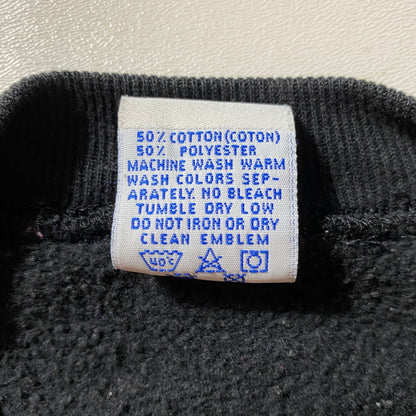 50% COTTON (COTON)
50% POLYESTER
MACHINE WASH WARM
WASH COLORS SEP-
ARATELY. NO BLEACH
TUMBLE DRY LOW
DO NOT IRON OR DRY
CLEAN EMBLEM
40°C